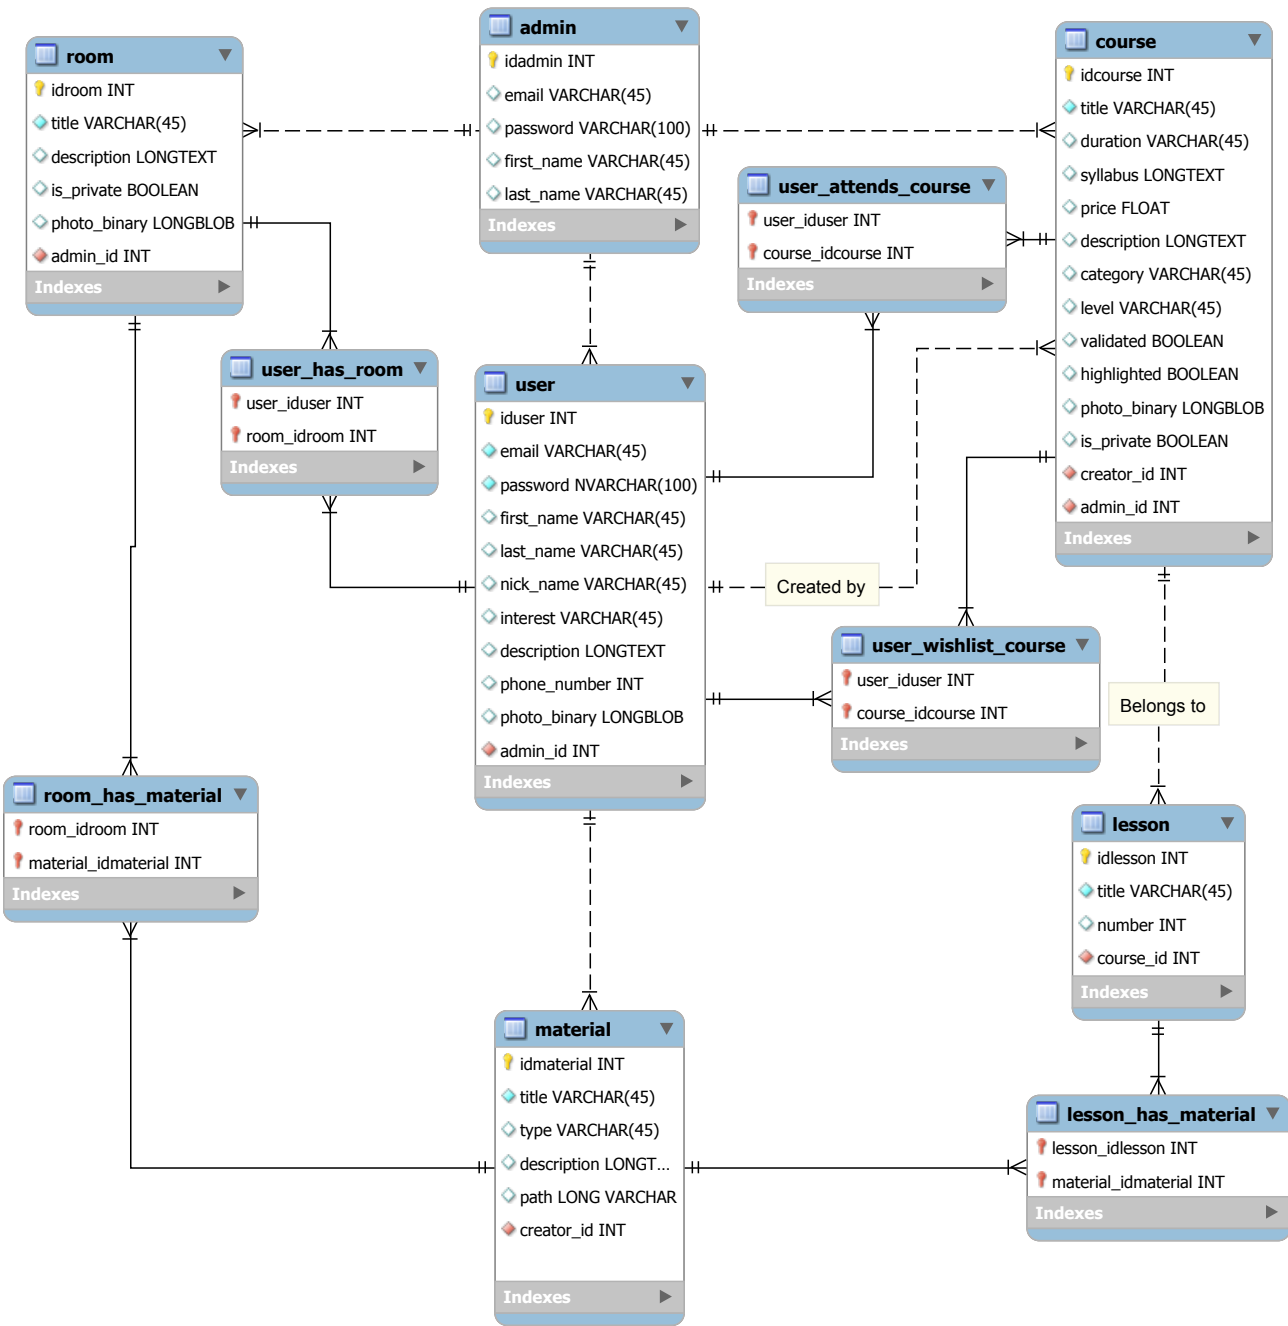 room
idroom INT
title VARCHAR(45)
description LONGTEXT
is_private BOOLEAN
photo_binary LONGBLOB
admin_id INT
Indexes
admin
idadmin INT
email VARCHAR(45)
password VARCHAR(100)
first_name VARCHAR(45)
last_name VARCHAR(45)
Indexes
course
idcourse INT
title VARCHAR(45)
duration VARCHAR(45)
syllabus LONGTEXT
price FLOAT
description LONGTEXT
category VARCHAR(45)
level VARCHAR(45)
validated BOOLEAN
highlighted BOOLEAN
photo_binary LONGBLOB
is_private BOOLEAN
creator_id INT
admin_id INT
Indexes
user_attends_course
user_iduser INT
course_idcourse INT
Indexes
user_has_room
user_iduser INT
room_idroom INT
Indexes
user
iduser INT
email VARCHAR(45)
password NVARCHAR(100)
first_name VARCHAR(45)
last_name VARCHAR(45)
nick_name VARCHAR(45)
interest VARCHAR(45)
description LONGTEXT
phone_number INT
photo_binary LONGBLOB
admin_id INT
Indexes
Created by
user_wishlist_course
user_iduser INT
course_idcourse INT
Indexes
Belongs to
room_has_material
room_idroom INT
material_idmaterial INT
Indexes
lesson
idlesson INT
title VARCHAR(45)
number INT
course_id INT
Indexes
material
idmaterial INT
title VARCHAR(45)
type VARCHAR(45)
description LONGT...
path LONG VARCHAR
creator_id INT
Indexes
lesson_has_material
lesson_idlesson INT
material_idmaterial INT
Indexes